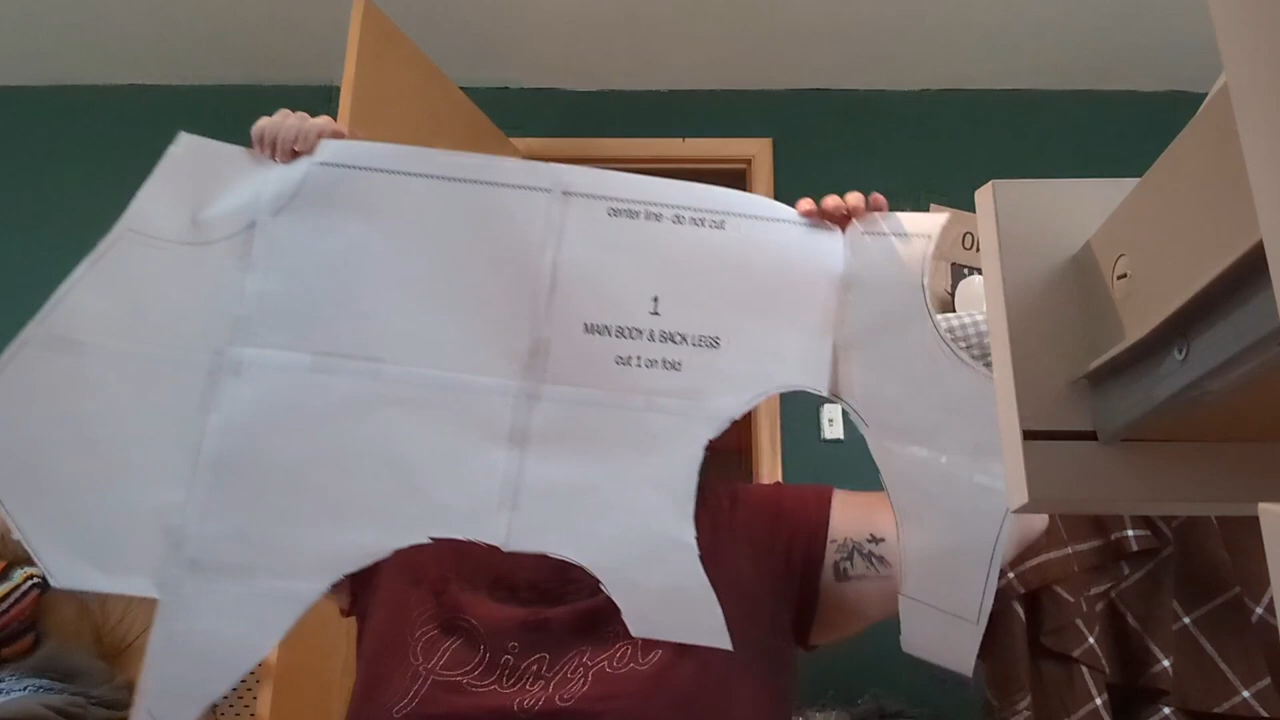 center line - do not cut
1
MAIN BODY & BACK LEGS
cut 1 on fold
Pizza